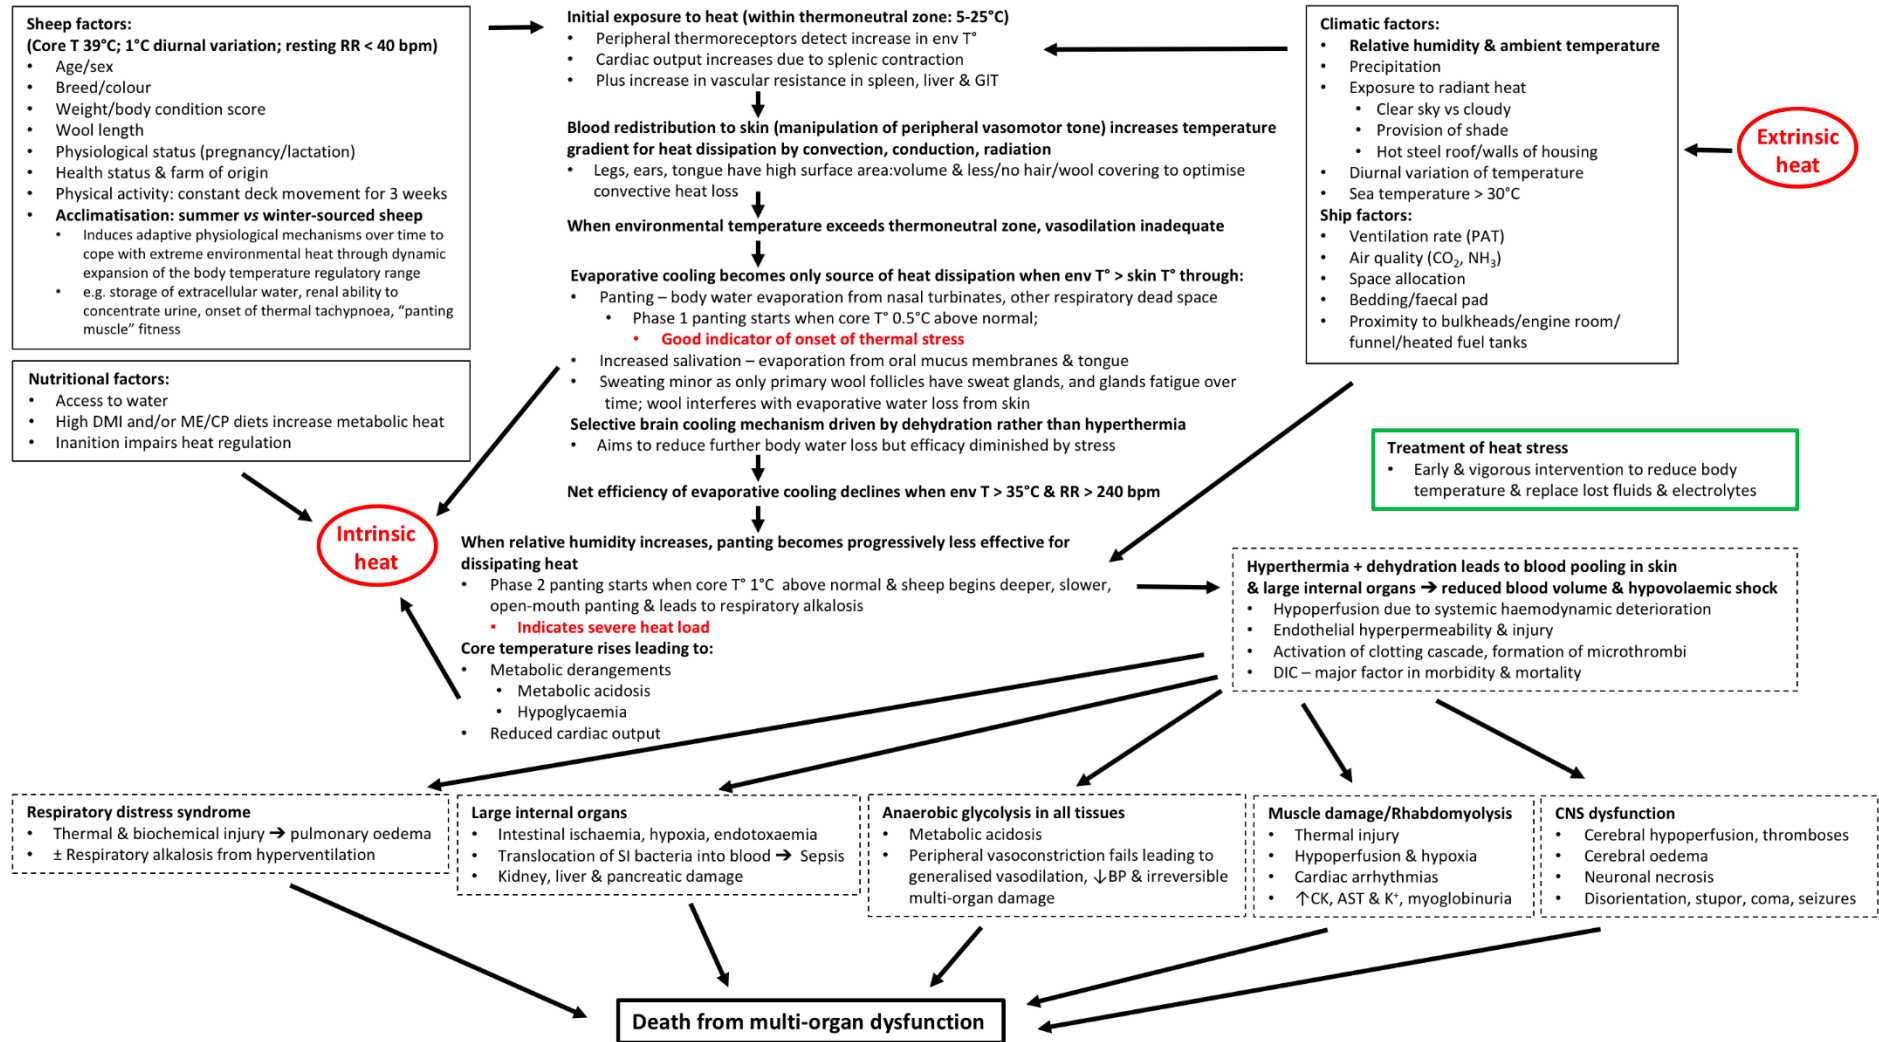 Sheep factors:
(Core T 39°C; 1°C diurnal variation; resting RR < 40 bpm)
• Age/sex
• Breed/colour
• Weight/body condition score
• Wool length
• Physiological status (pregnancy/lactation)
• Health status & farm of origin
• Physical activity: constant deck movement for 3 weeks
• Acclimatisation: summer vs winter-sourced sheep
• Induces adaptive physiological mechanisms over time to
cope with extreme environmental heat through dynamic
expansion of the body temperature regulatory range
• e.g. storage of extracellular water, renal ability to
concentrate urine, onset of thermal tachypnoea, “panting
muscle” fitness
Nutritional factors:
• Access to water
• High DMI and/or ME/CP diets increase metabolic heat
• Inanition impairs heat regulation
Intrinsic
heat
Initial exposure to heat (within thermoneutral zone: 5-25°C)
• Peripheral thermoreceptors detect increase in env T°
• Cardiac output increases due to splenic contraction
• Plus increase in vascular resistance in spleen, liver & GIT
Blood redistribution to skin (manipulation of peripheral vasomotor tone) increases temperature
gradient for heat dissipation by convection, conduction, radiation
• Legs, ears, tongue have high surface area:volume & less/no hair/wool covering to optimise
convective heat loss
When environmental temperature exceeds thermoneutral zone, vasodilation inadequate
Evaporative cooling becomes only source of heat dissipation when env T° > skin T° through:
• Panting – body water evaporation from nasal turbinates, other respiratory dead space
• Phase 1 panting starts when core T° 0.5°C above normal;
• Good indicator of onset of thermal stress
• Increased salivation – evaporation from oral mucus membranes & tongue
• Sweating minor as only primary wool follicles have sweat glands, and glands fatigue over
time; wool interferes with evaporative water loss from skin
Selective brain cooling mechanism driven by dehydration rather than hyperthermia
• Aims to reduce further body water loss but efficacy diminished by stress
Net efficiency of evaporative cooling declines when env T > 35°C & RR > 240 bpm
When relative humidity increases, panting becomes progressively less effective for
dissipating heat
• Phase 2 panting starts when core T° 1°C above normal & sheep begins deeper, slower,
open-mouth panting & leads to respiratory alkalosis
• Indicates severe heat load
Core temperature rises leading to:
• Metabolic derangements
• Metabolic acidosis
• Hypoglycaemia
• Reduced cardiac output
Climatic factors:
• Relative humidity & ambient temperature
• Precipitation
• Exposure to radiant heat
• Clear sky vs cloudy
• Provision of shade
• Hot steel roof/walls of housing
• Diurnal variation of temperature
• Sea temperature > 30°C
Ship factors:
• Ventilation rate (PAT)
• Air quality (CO₂, NH₃)
• Space allocation
• Bedding/faecal pad
• Proximity to bulkheads/engine room/
funnel/heated fuel tanks
Extrinsic
heat
Treatment of heat stress
• Early & vigorous intervention to reduce body
temperature & replace lost fluids & electrolytes
Hyperthermia + dehydration leads to blood pooling in skin
& large internal organs ➔ reduced blood volume & hypovolaemic shock
• Hypoperfusion due to systemic haemodynamic deterioration
• Endothelial hyperpermeability & injury
• Activation of clotting cascade, formation of microthrombi
• DIC – major factor in morbidity & mortality
Respiratory distress syndrome
• Thermal & biochemical injury ➔ pulmonary oedema
• ± Respiratory alkalosis from hyperventilation
Large internal organs
• Intestinal ischaemia, hypoxia, endotoxaemia
• Translocation of SI bacteria into blood ➔ Sepsis
• Kidney, liver & pancreatic damage
Anaerobic glycolysis in all tissues
• Metabolic acidosis
• Peripheral vasoconstriction fails leading to
generalised vasodilation, ↓BP & irreversible
multi-organ damage
Muscle damage/Rhabdomyolysis
• Thermal injury
• Hypoperfusion & hypoxia
• Cardiac arrhythmias
• ↑CK, AST & K⁺, myoglobinuria
CNS dysfunction
• Cerebral hypoperfusion, thromboses
• Cerebral oedema
• Neuronal necrosis
• Disorientation, stupor, coma, seizures
Death from multi-organ dysfunction